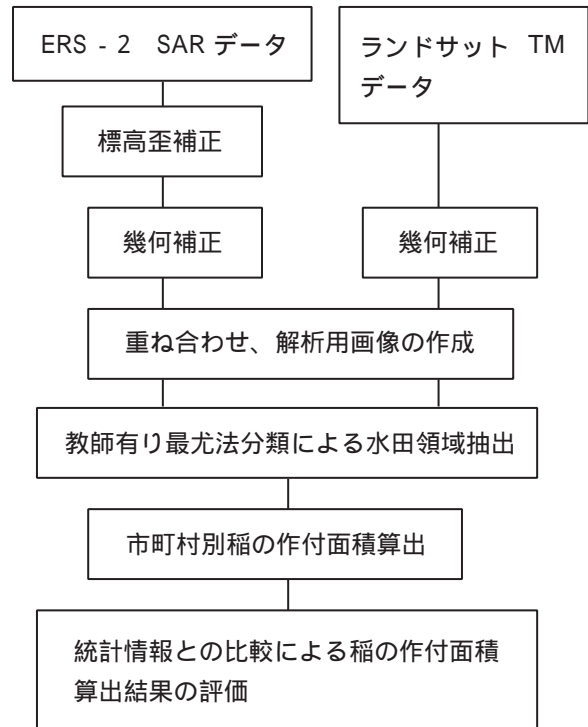 ERS - 2 SAR データ
ランドサット TM
データ
標高歪補正
幾何補正
幾何補正
重ね合わせ、解析用画像の作成
教師有り最尤法分類による水田領域抽出
市町村別稲の作付面積算出
統計情報との比較による稲の作付面積
算出結果の評価